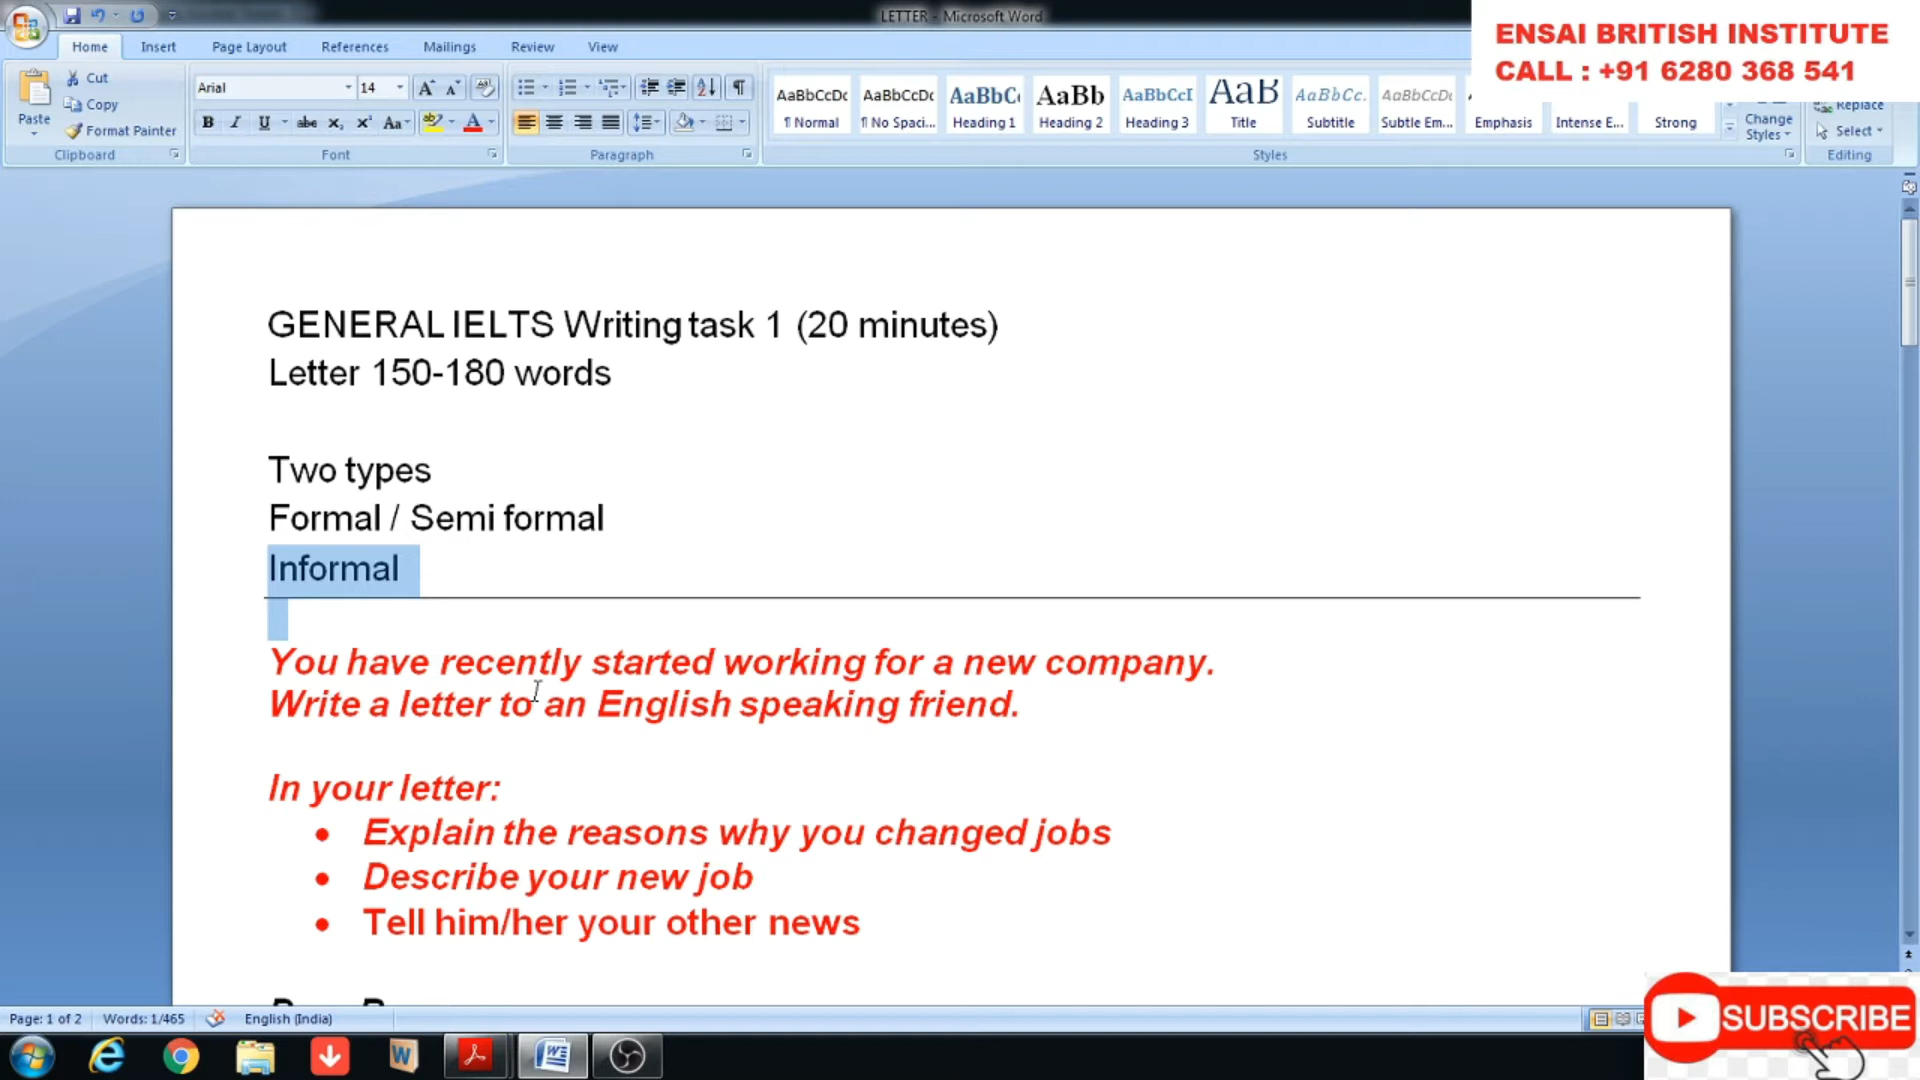 LETTER - Microsoft Word
ENSAI BRITISH INSTITUTE
CALL : +91 6280 368 541
Home Insert Page Layout References Mailings Review View
Paste
Cut
Copy
Format Painter
Clipboard
Arial 14
Font
Paragraph
AaBbCcDc AaBbCcDc AaBbC AaBb AaBbCcI AaB AaBbCc. AaBbCcDc
¶ Normal ¶ No Spaci... Heading 1 Heading 2 Heading 3 Title Subtitle Subtle Em... Emphasis Intense E... Strong
Change Styles
Styles
Replace
Select
Editing
GENERAL IELTS Writing task 1 (20 minutes)
Letter 150-180 words
Two types
Formal / Semi formal
Informal
You have recently started working for a new company.
Write a letter to an English speaking friend.
In your letter:
• Explain the reasons why you changed jobs
• Describe your new job
• Tell him/her your other news
Page: 1 of 2 Words: 1/465 English (India)
SUBSCRIBE